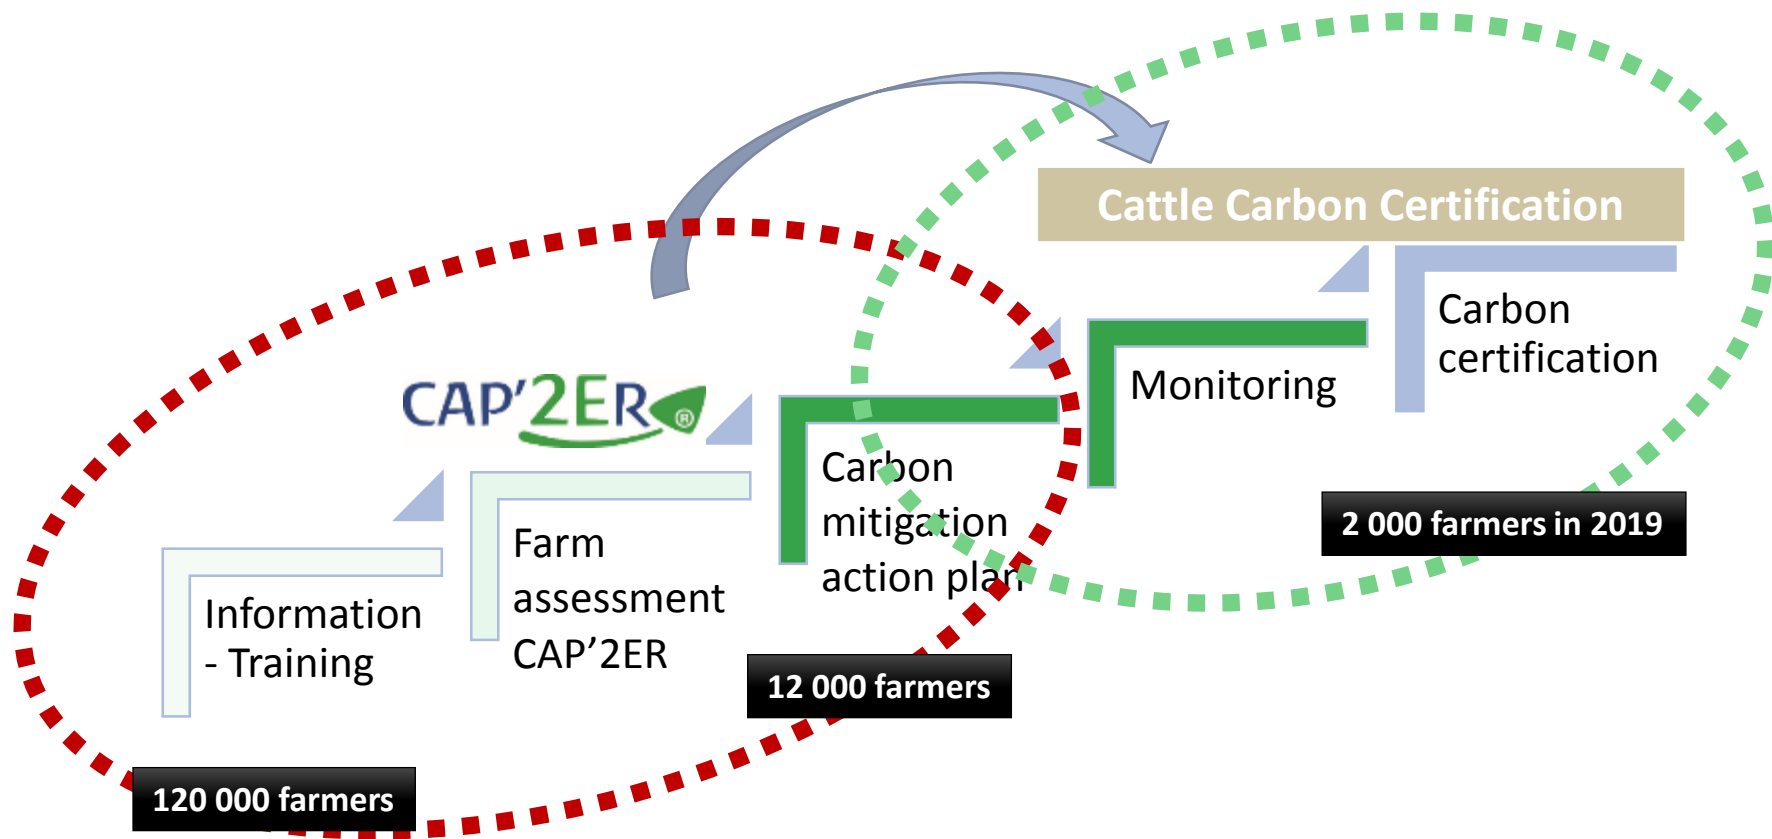 Cattle Carbon Certification
Carbon
certification
Monitoring
CAP'2ER®
Carbon
mitigation
action plan
2 000 farmers in 2019
Farm
assessment
CAP’2ER
Information
- Training
12 000 farmers
120 000 farmers